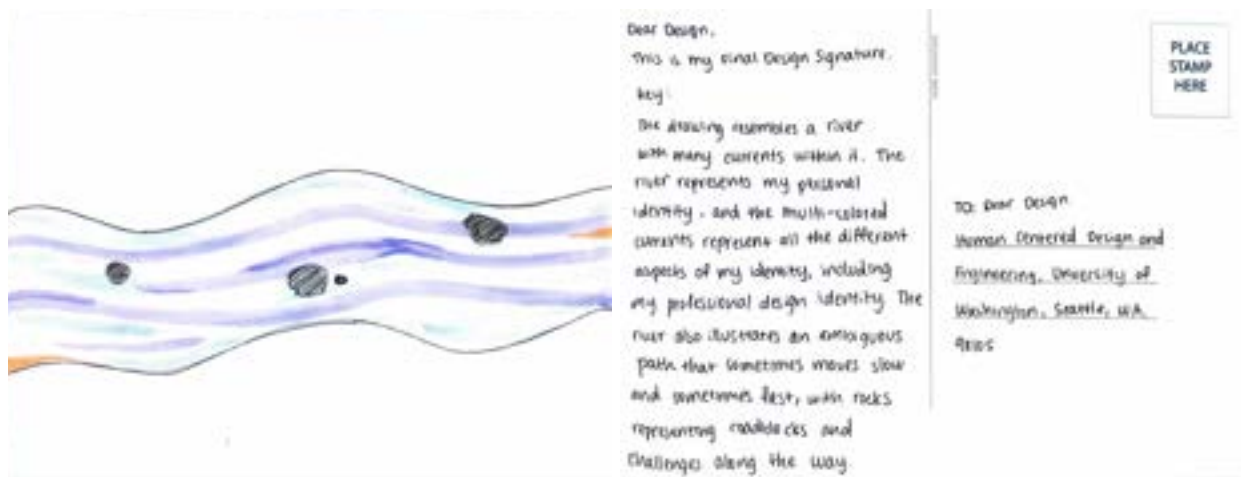 Dear Design,
This is my Final Design Signature.
key:
The drawing resembles a river
with many currents within it. The
river represents my personal
identity, and the multi-colored
currents represent all the different
aspects of my identity, including
my professional design identity. The
river also illustrates an ambiguous
path that sometimes moves slow
and sometimes fast, with rocks
representing roadblocks and
challenges along the way
PLACE
STAMP
HERE
TO: Dear Design
Human Centered Design and
Engineering, University of
Washington, Seattle, WA
98105